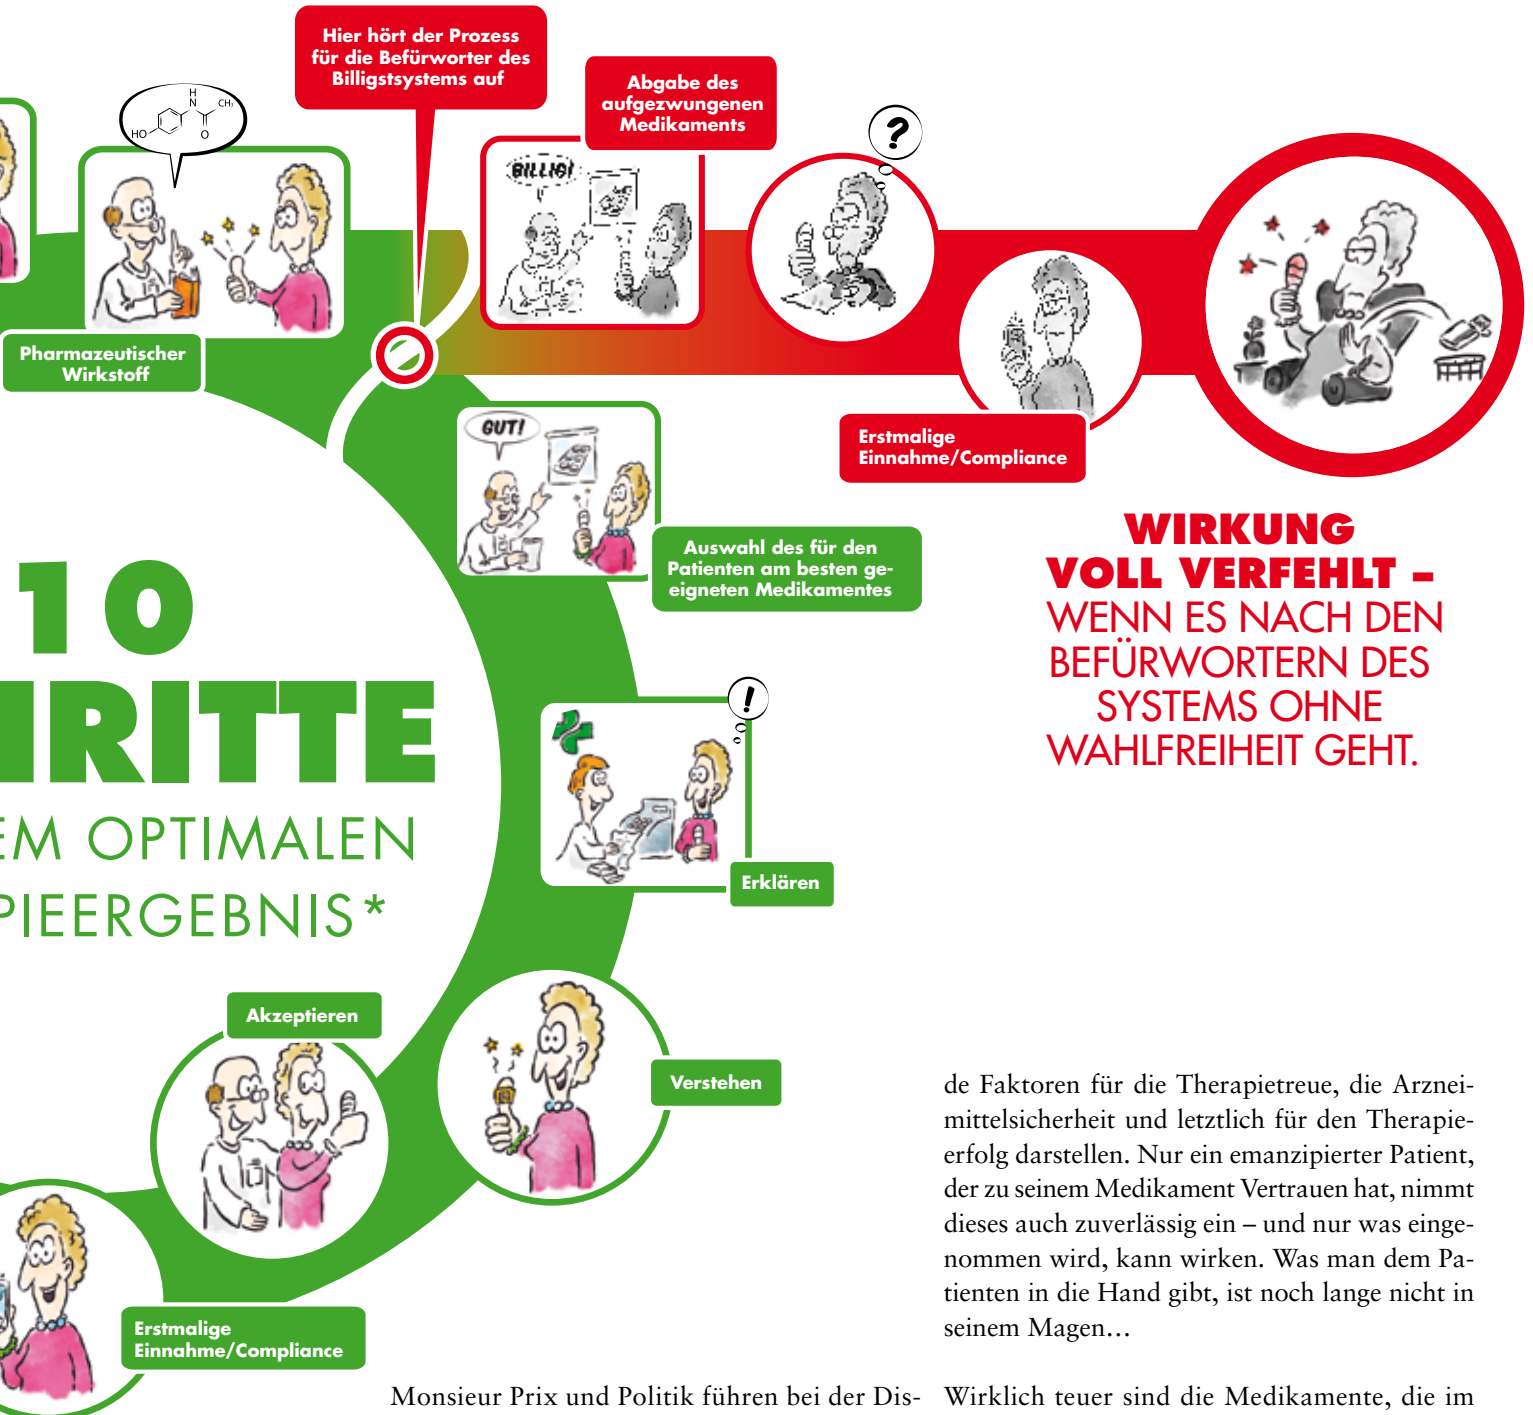 Hier hört der Prozess
für die Befürworter des
Billigstsystems auf
Abgabe des
aufgezwungenen
Medikaments
H
N
CH₃
HO
O
?
BILLIG!
Pharmazeutischer
Wirkstoff
GUT!
Erstmalige
Einnahme/Compliance
Auswahl des für den
Patienten am besten ge-
eigneten Medikamentes
WIRKUNG
VOLL VERFEHLT –
WENN ES NACH DEN
BEFÜRWORTERN DES
SYSTEMS OHNE
WAHLFREIHEIT GEHT.
10
RITTE
EM OPTIMALEN
PIEERGEBNIS*
!
Erklären
Akzeptieren
Verstehen
Erstmalige
Einnahme/Compliance
Monsieur Prix und Politik führen bei der Dis-
de Faktoren für die Therapietreue, die Arznei-
mittelsicherheit und letztlich für den Therapie-
erfolg darstellen. Nur ein emanzipierter Patient,
der zu seinem Medikament Vertrauen hat, nimmt
dieses auch zuverlässig ein – und nur was einge-
nommen wird, kann wirken. Was man dem Pa-
tienten in die Hand gibt, ist noch lange nicht in
seinem Magen…
Wirklich teuer sind die Medikamente, die im